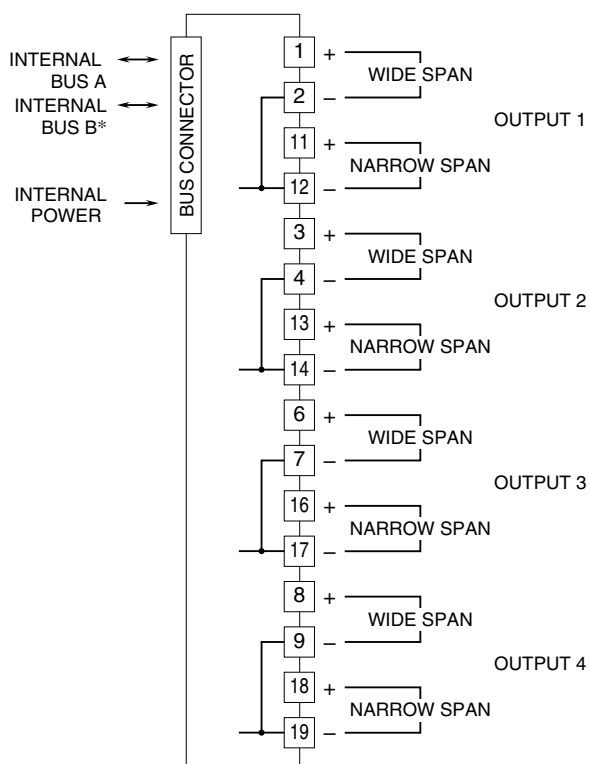 INTERNAL
BUS A
INTERNAL
BUS B*
INTERNAL
POWER
BUS CONNECTOR
1 +
WIDE SPAN
2 –
OUTPUT 1
11 +
NARROW SPAN
12 –
3 +
WIDE SPAN
4 –
OUTPUT 2
13 +
NARROW SPAN
14 –
6 +
WIDE SPAN
7 –
OUTPUT 3
16 +
NARROW SPAN
17 –
8 +
WIDE SPAN
9 –
OUTPUT 4
18 +
NARROW SPAN
19 –